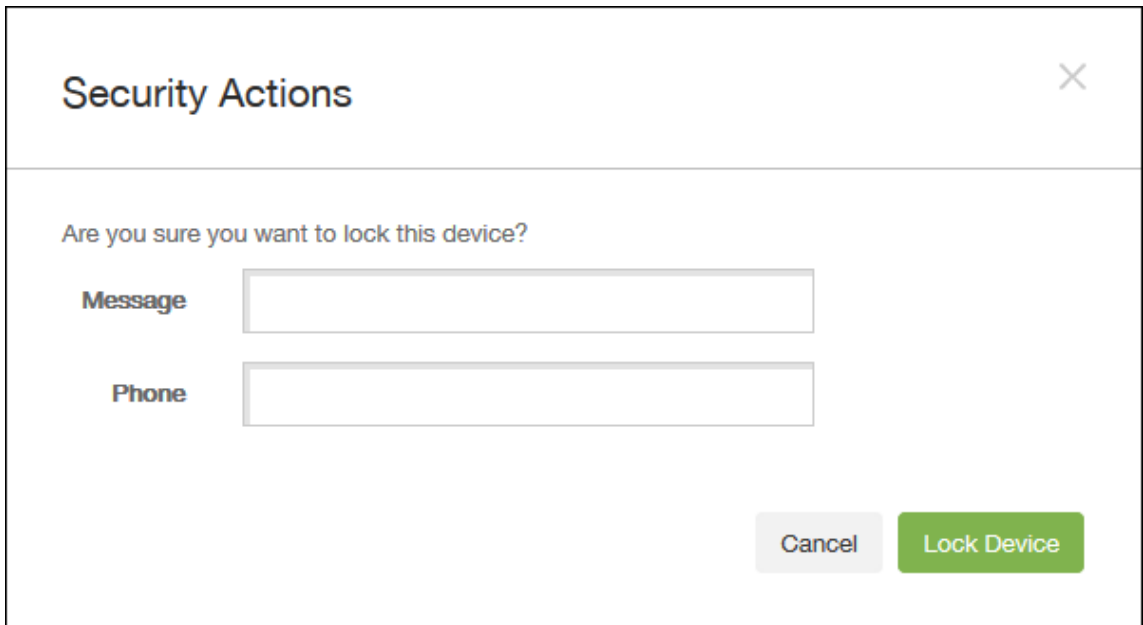 Security Actions
Are you sure you want to lock this device?
Message
Phone
Cancel
Lock Device